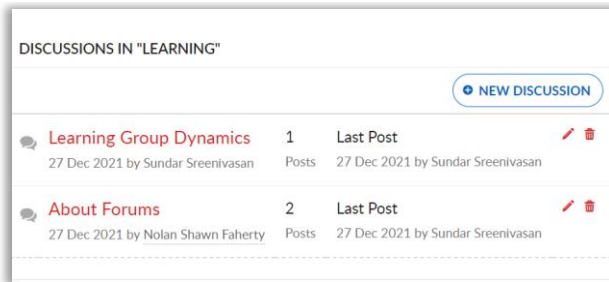 DISCUSSIONS IN "LEARNING"
NEW DISCUSSION
Learning Group Dynamics 1 Last Post
27 Dec 2021 by Sundar Sreenivasan Posts 27 Dec 2021 by Sundar Sreenivasan
About Forums 2 Last Post
27 Dec 2021 by Nolan Shawn Faherty Posts 27 Dec 2021 by Sundar Sreenivasan